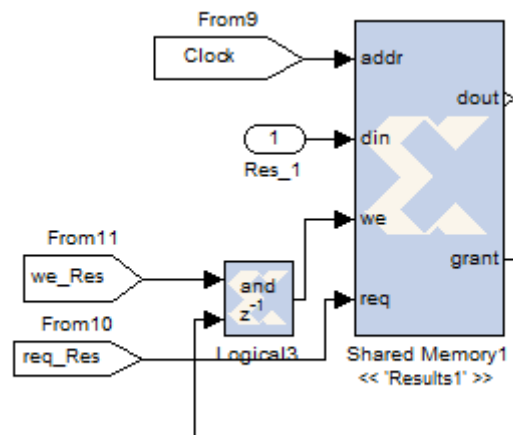 From9
Clock
addr
dout
1
din
Res_1
we
From11
we_Res
and
z-1
grant
From10
req
req_Res
Logical3
Shared Memory1
<< 'Results1' >>